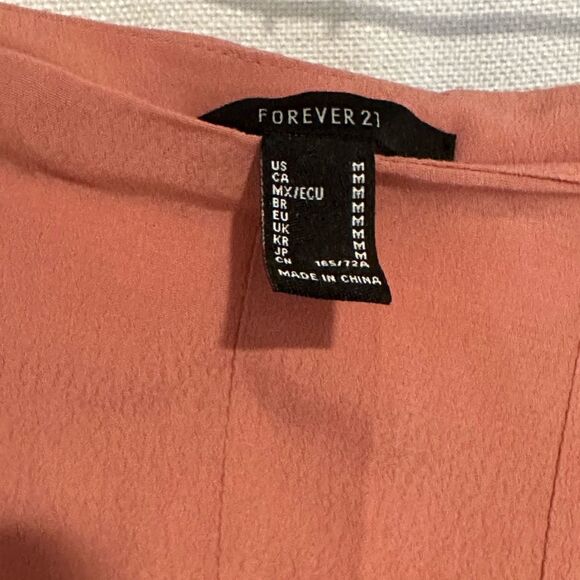 FOREVER 21
US M
CA M
MX/ECU M
BR M
EU M
UK M
KR M
JP M
CN 165/72A
MADE IN CHINA